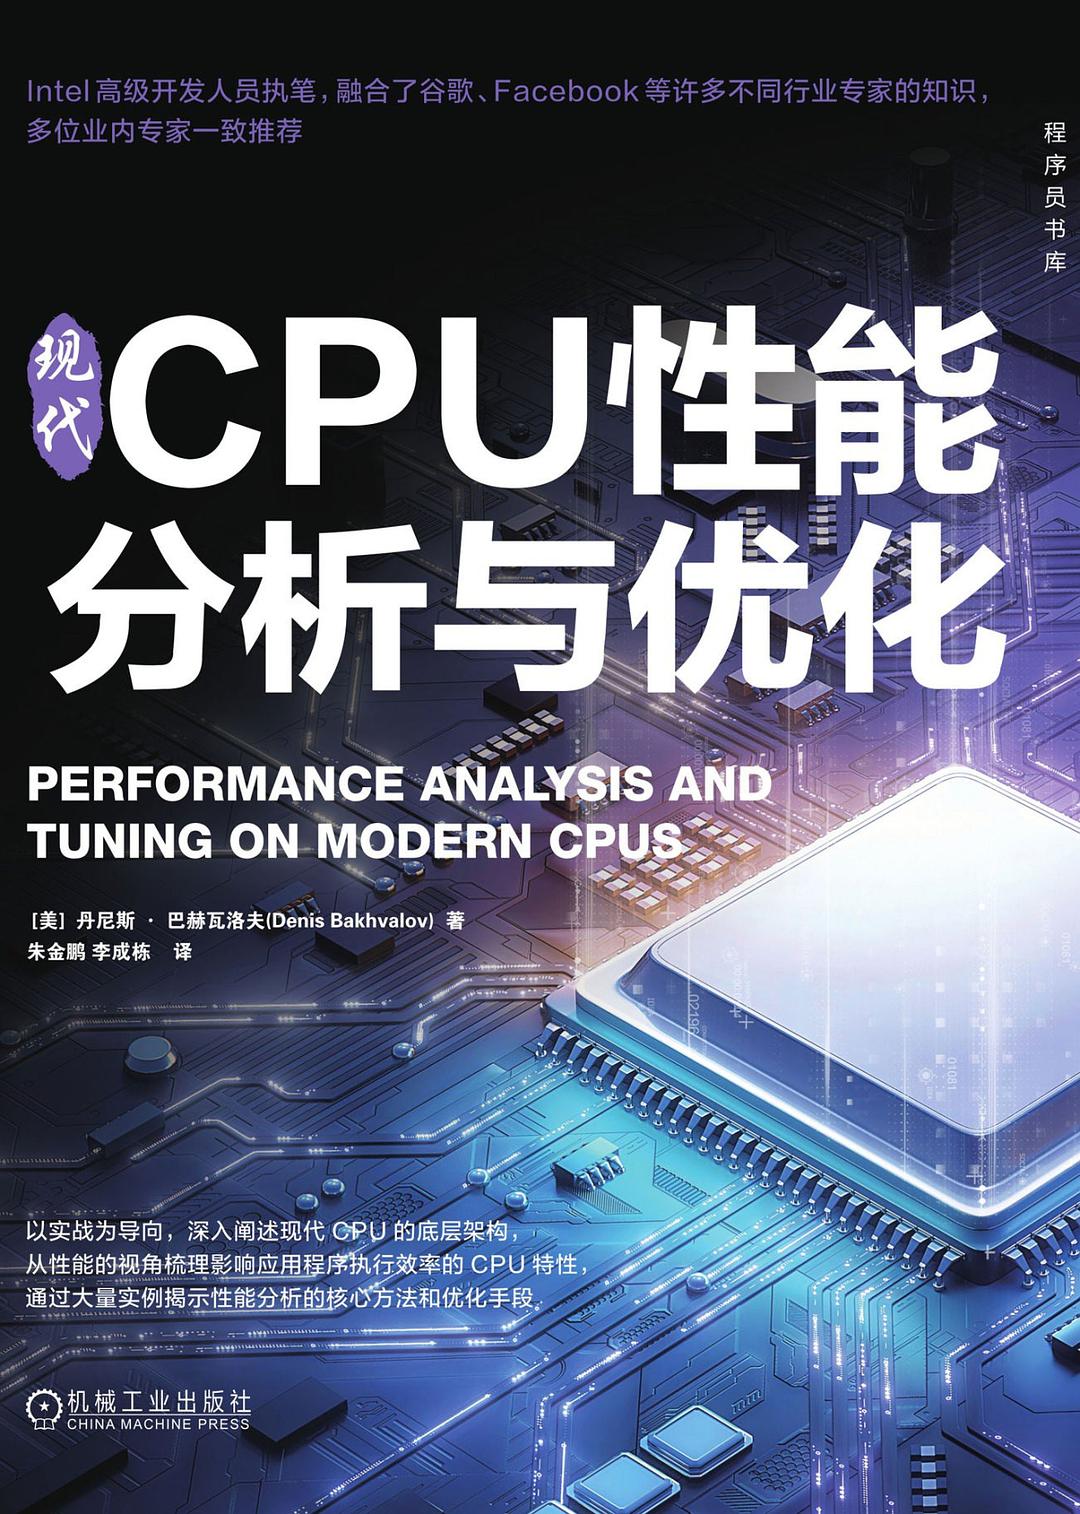 Intel高级开发人员执笔，融合了谷歌、Facebook等许多不同行业专家的知识，
多位业内专家一致推荐
程序员书库
现代
CPU性能
分析与优化
PERFORMANCE ANALYSIS AND
TUNING ON MODERN CPUS
[美] 丹尼斯 · 巴赫瓦洛夫(Denis Bakhvalov) 著
朱金鹏 李成栋 译
以实战为导向，深入阐述现代 CPU 的底层架构，
从性能的视角梳理影响应用程序执行效率的 CPU 特性，
通过大量实例揭示性能分析的核心方法和优化手段。
机械工业出版社
CHINA MACHINE PRESS